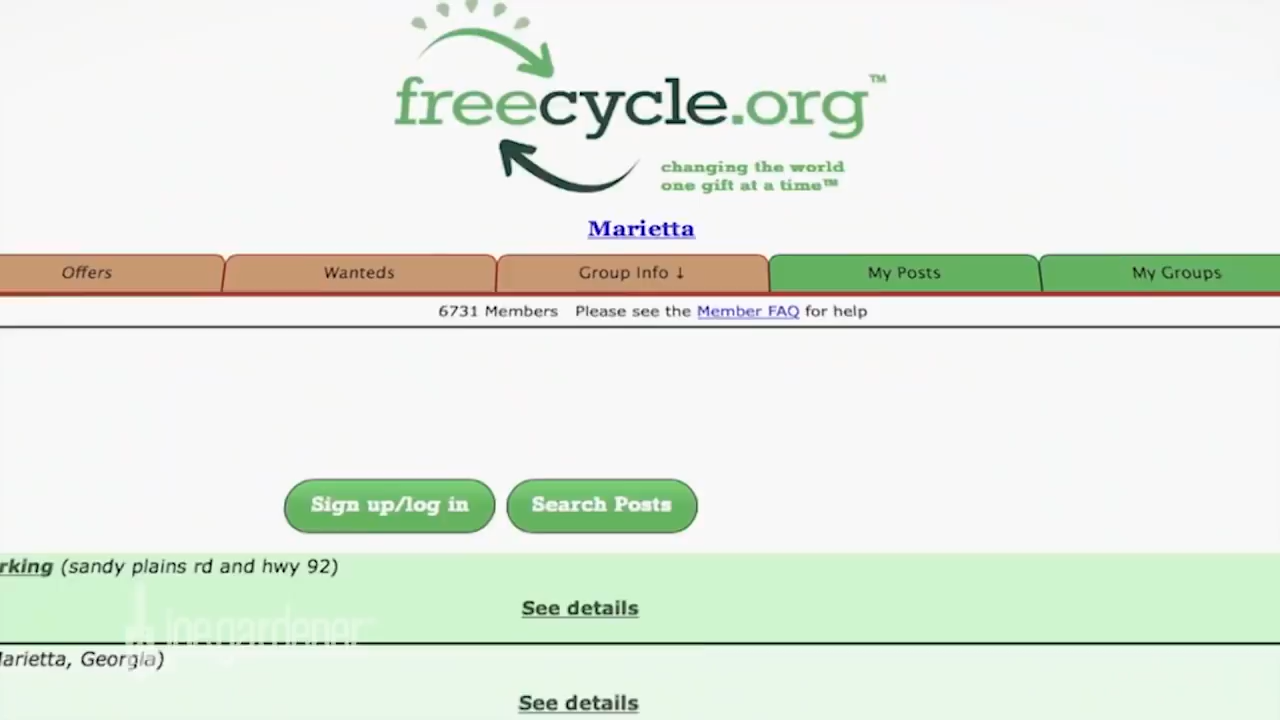 freecycle.org™
changing the world
one gift at a time™
Marietta
Offers Wanteds Group Info ↓ My Posts My Groups
6731 Members Please see the Member FAQ for help
Sign up/log in Search Posts
rking (sandy plains rd and hwy 92)
See details
joegardener™
arietta, Georgia)
See details